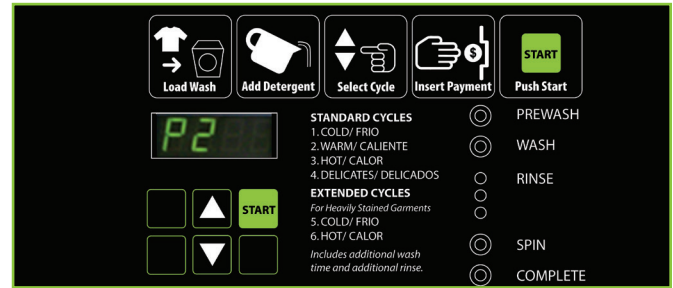 Load Wash
Add Detergent
Select Cycle
$
Insert Payment
START
Push Start
P2
START
STANDARD CYCLES
1.COLD/ FRIO
2.WARM/ CALIENTE
3.HOT/ CALOR
4.DELICATES/ DELICADOS
EXTENDED CYCLES
For Heavily Stained Garments
5.COLD/ FRIO
6.HOT/ CALOR
Includes additional wash
time and additional rinse.
PREWASH
WASH
RINSE
SPIN
COMPLETE